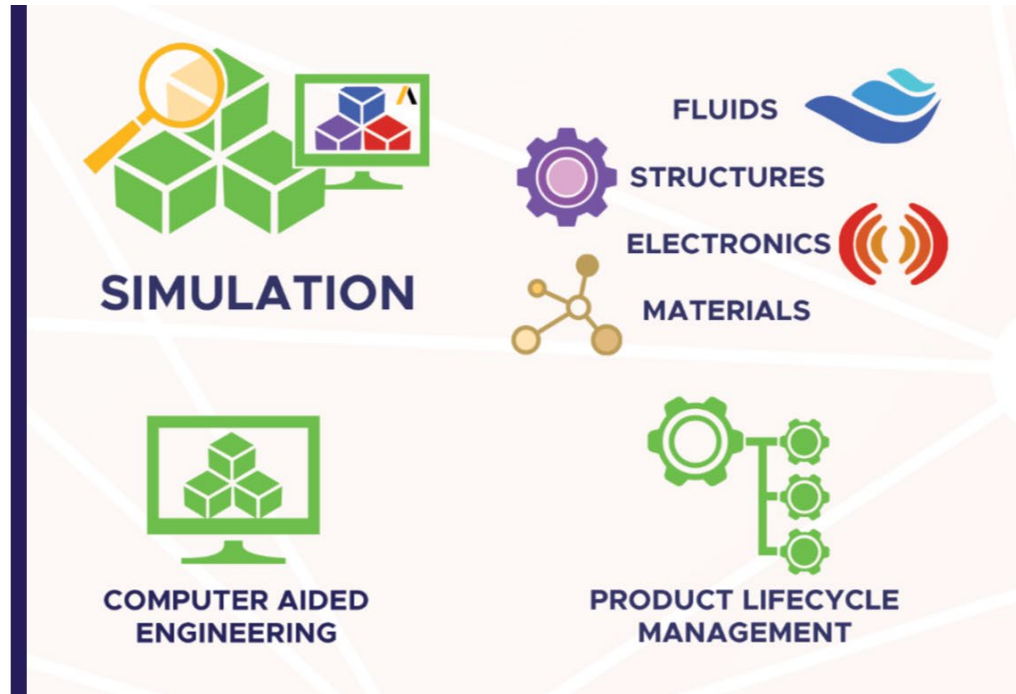 SIMULATION
FLUIDS
STRUCTURES
ELECTRONICS
MATERIALS
COMPUTER AIDED
ENGINEERING
PRODUCT LIFECYCLE
MANAGEMENT